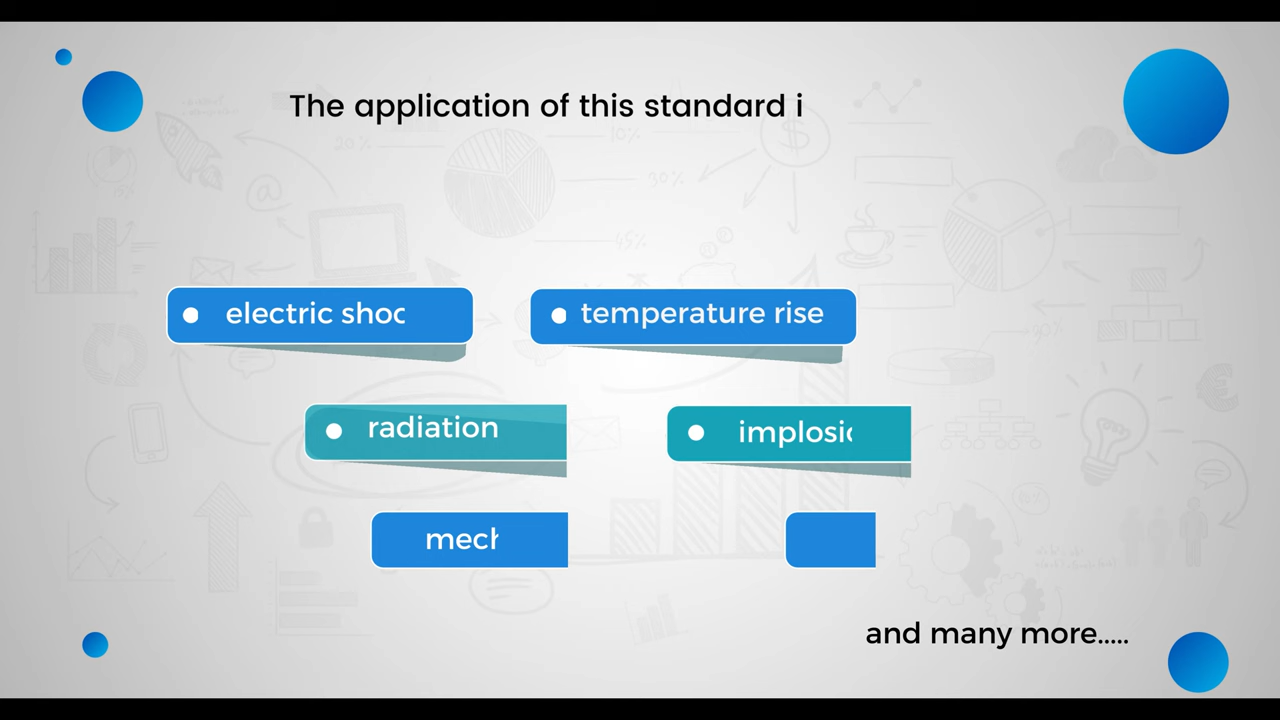 The application of this standard i
electric shoc
temperature rise
radiation
implosi
mech
and many more.....